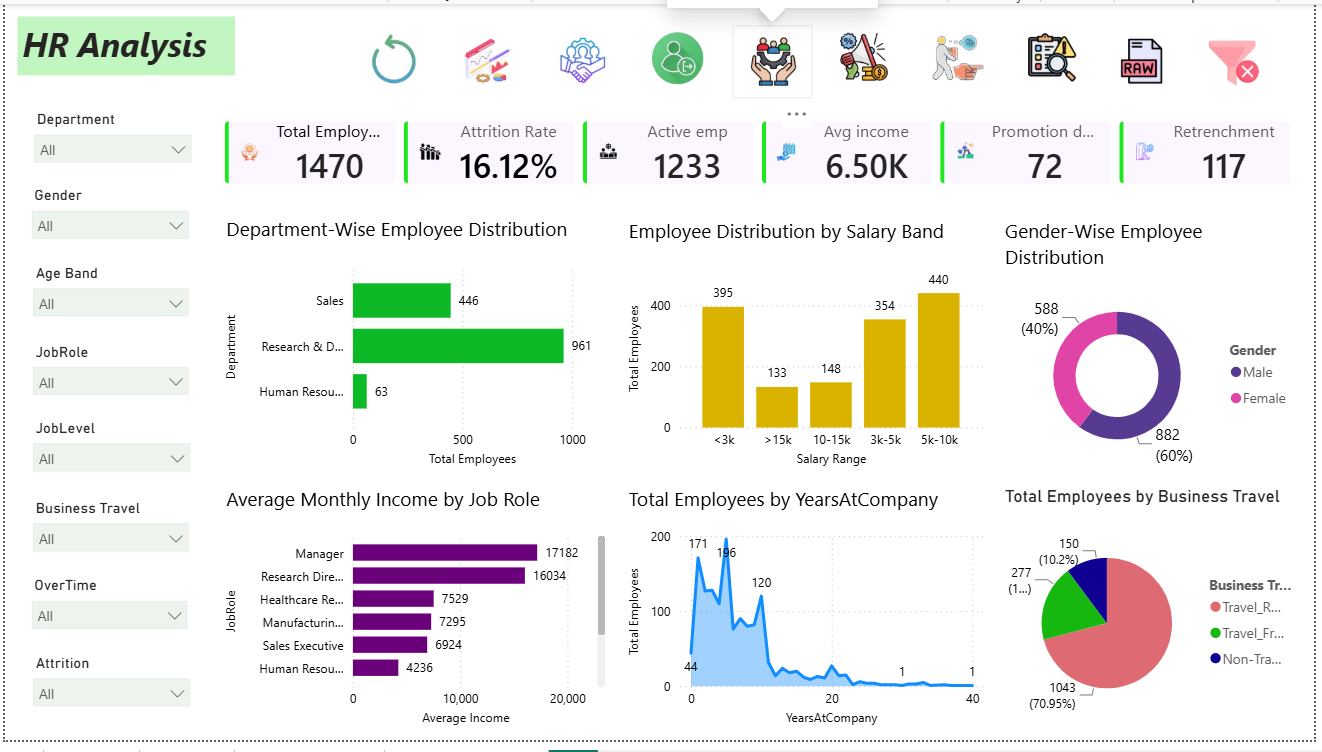 HR Analysis
RAW
Department
All
Gender
All
Age Band
All
JobRole
All
JobLevel
All
Business Travel
All
OverTime
All
Attrition
All
Total Employ...
1470
Attrition Rate
16.12%
Active emp
1233
Avg income
6.50K
Promotion d...
72
Retrenchment
117
Department-Wise Employee Distribution
Department
Sales
446
Research & D...
961
Human Resou...
63
0 500 1000
Total Employees
Employee Distribution by Salary Band
Total Employees
400
200
0
395
133
148
354
440
<3k >15k 10-15k 3k-5k 5k-10k
Salary Range
Gender-Wise Employee
Distribution
588
(40%)
882
(60%)
Gender
Male
Female
Average Monthly Income by Job Role
JobRole
Manager
17182
Research Dire...
16034
Healthcare Re...
7529
Manufacturin...
7295
Sales Executive
6924
Human Resou...
4236
0 10,000 20,000
Average Income
Total Employees by YearsAtCompany
Total Employees
200
100
0
171
196
120
44
1
1
0 20 40
YearsAtCompany
Total Employees by Business Travel
150
(10.2%)
277
(1...)
1043
(70.95%)
Business Tr...
Travel_R...
Travel_Fr...
Non-Tra...